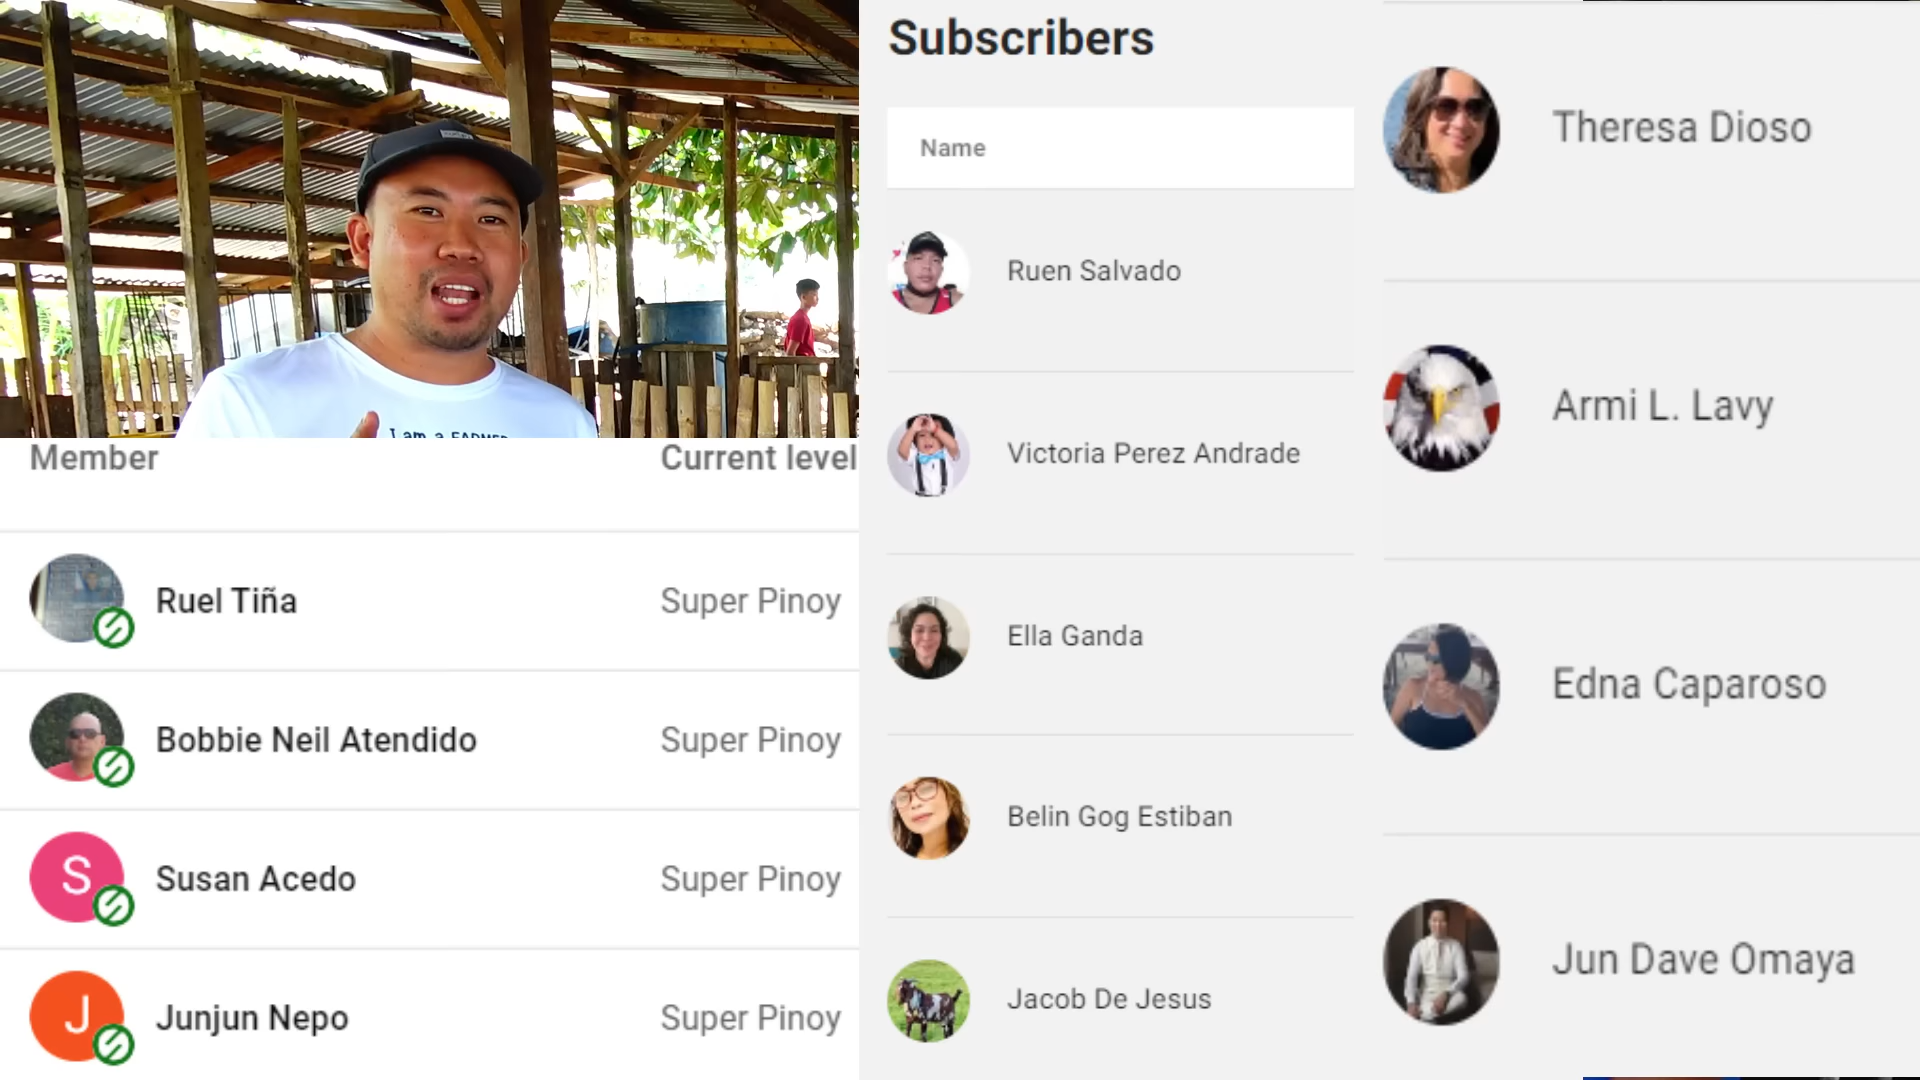 I am a FARMER
Member Current level
Ruel Tiña Super Pinoy
Bobbie Neil Atendido Super Pinoy
S
Susan Acedo Super Pinoy
J
Junjun Nepo Super Pinoy
Subscribers
Name
Ruen Salvado
Victoria Perez Andrade
Ella Ganda
Belin Gog Estiban
Jacob De Jesus
Theresa Dioso
Armi L. Lavy
Edna Caparoso
Jun Dave Omaya